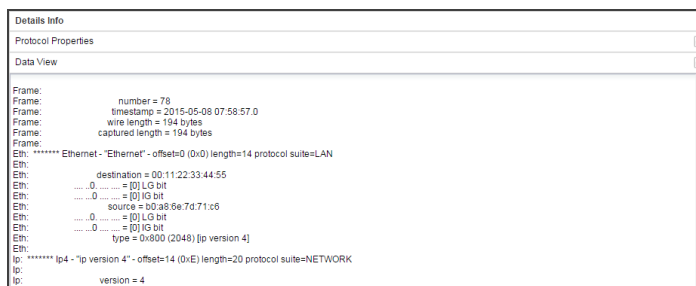 Details Info
Protocol Properties
Data View
Frame:
Frame: number = 78
Frame: timestamp = 2015-05-08 07:58:57.0
Frame: wire length = 194 bytes
Frame: captured length = 194 bytes
Frame:
Eth: ******* Ethernet - "Ethernet" - offset=0 (0x0) length=14 protocol suite=LAN
Eth:
Eth: destination = 00:11:22:33:44:55
Eth: .... ..0. .... .... = [0] LG bit
Eth: .... ...0 .... .... = [0] IG bit
Eth: source = b0:a8:6e:7d:71:c6
Eth: .... ..0. .... .... = [0] LG bit
Eth: .... ...0 .... .... = [0] IG bit
Eth: type = 0x800 (2048) [ip version 4]
Eth:
Ip: ******* Ip4 - "ip version 4" - offset=14 (0xE) length=20 protocol suite=NETWORK
Ip:
Ip: version = 4